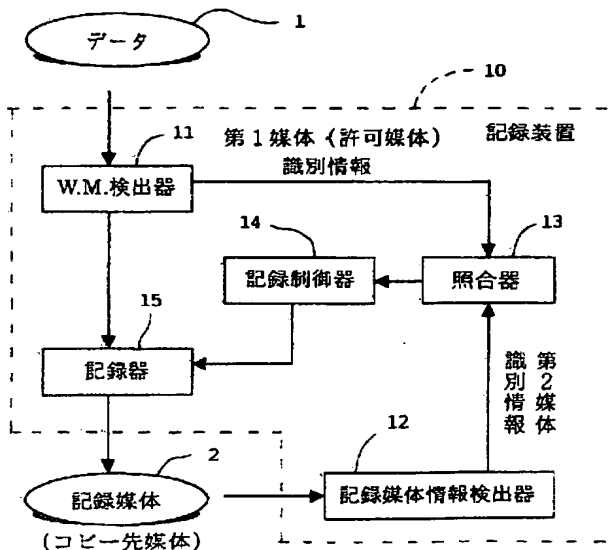 1
データ
10
11
第1媒体(許可媒体)
識別情報
記録装置
W.M.検出器
14
13
記録制御器
照合器
15
記録器
第2媒体
識別情報
12
2
記録媒体
記録媒体情報検出器
(コピー先媒体)